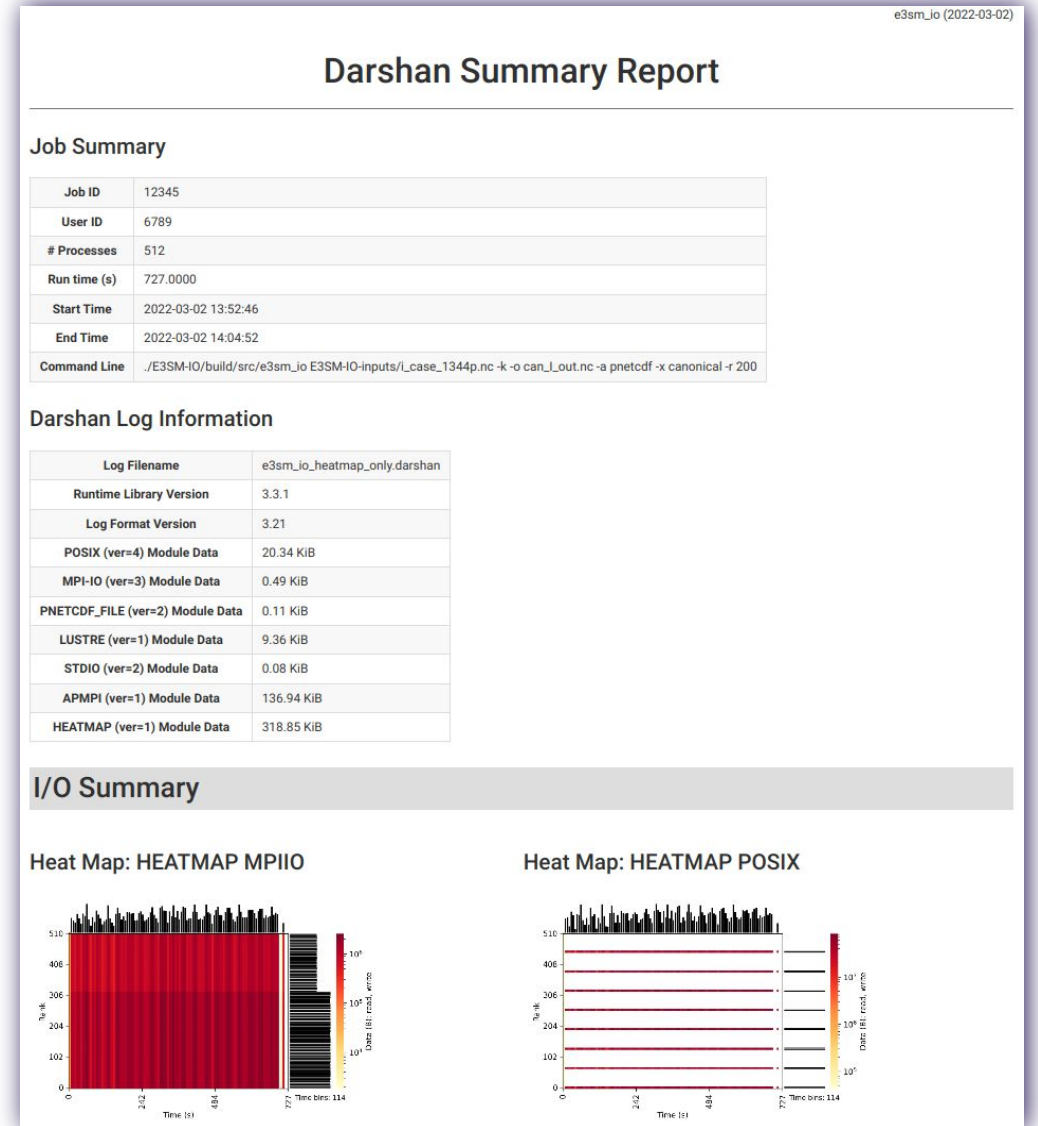 e3sm_io (2022-03-02)
Darshan Summary Report
Job Summary
Job ID 12345
User ID 6789
# Processes 512
Run time (s) 727.0000
Start Time 2022-03-02 13:52:46
End Time 2022-03-02 14:04:52
Command Line ./E3SM-IO/build/src/e3sm_io E3SM-IO-inputs/i_case_1344p.nc -k -o can_I_out.nc -a pnetcdf -x canonical -r 200
Darshan Log Information
Log Filename e3sm_io_heatmap_only.darshan
Runtime Library Version 3.3.1
Log Format Version 3.21
POSIX (ver=4) Module Data 20.34 KiB
MPI-IO (ver=3) Module Data 0.49 KiB
PNETCDF_FILE (ver=2) Module Data 0.11 KiB
LUSTRE (ver=1) Module Data 9.36 KiB
STDIO (ver=2) Module Data 0.08 KiB
APMPI (ver=1) Module Data 136.94 KiB
HEATMAP (ver=1) Module Data 318.85 KiB
I/O Summary
Heat Map: HEATMAP MPIIO
510
408
306
204
102
0
Rank
0 242 484 727
Time (s)
Time bins: 114
Data (B): read, write
Heat Map: HEATMAP POSIX
510
408
306
204
102
0
Rank
0 242 484 727
Time (s)
Time bins: 114
Data (B): read, write